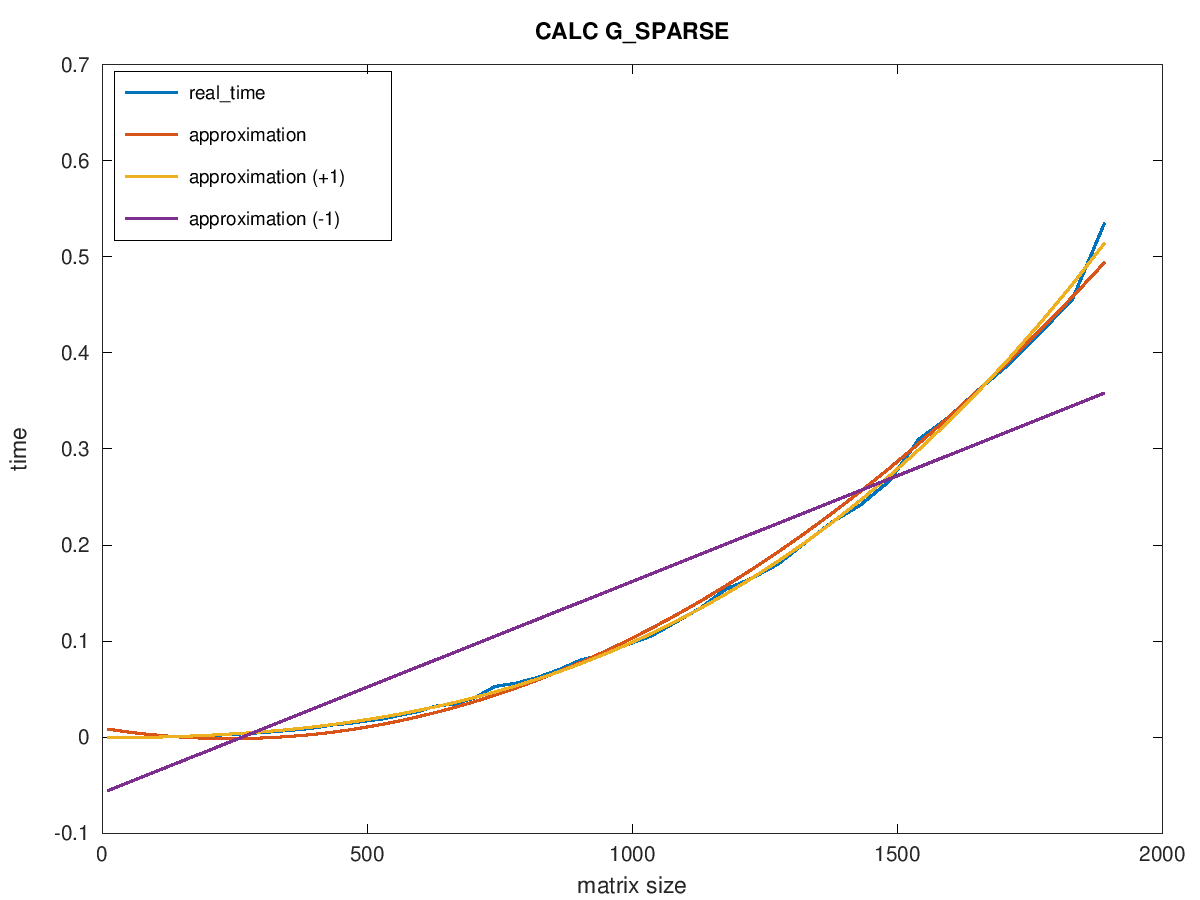 CALC G_SPARSE
real_time
approximation
approximation (+1)
approximation (-1)
0.7
0.6
0.5
0.4
0.3
0.2
0.1
0
-0.1
time
0 500 1000 1500 2000
matrix size